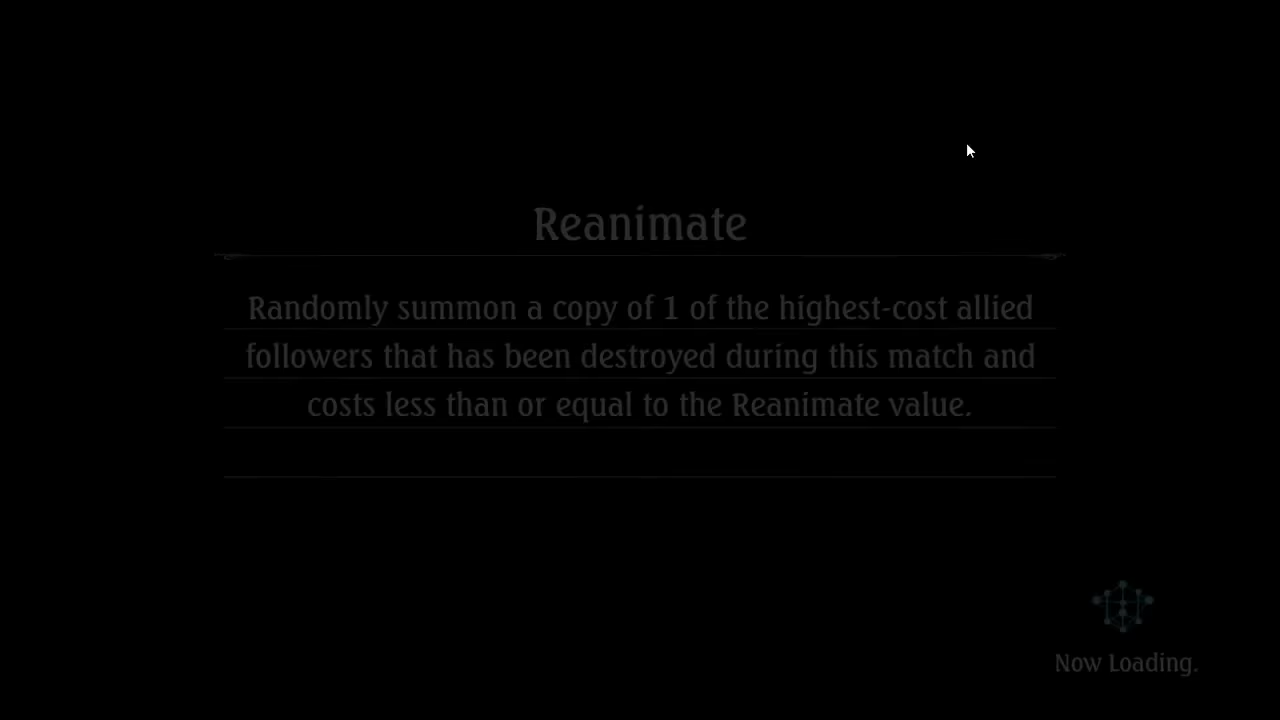 Reanimate
Randomly summon a copy of 1 of the highest-cost allied
followers that has been destroyed during this match and
costs less than or equal to the Reanimate value.
Now Loading.